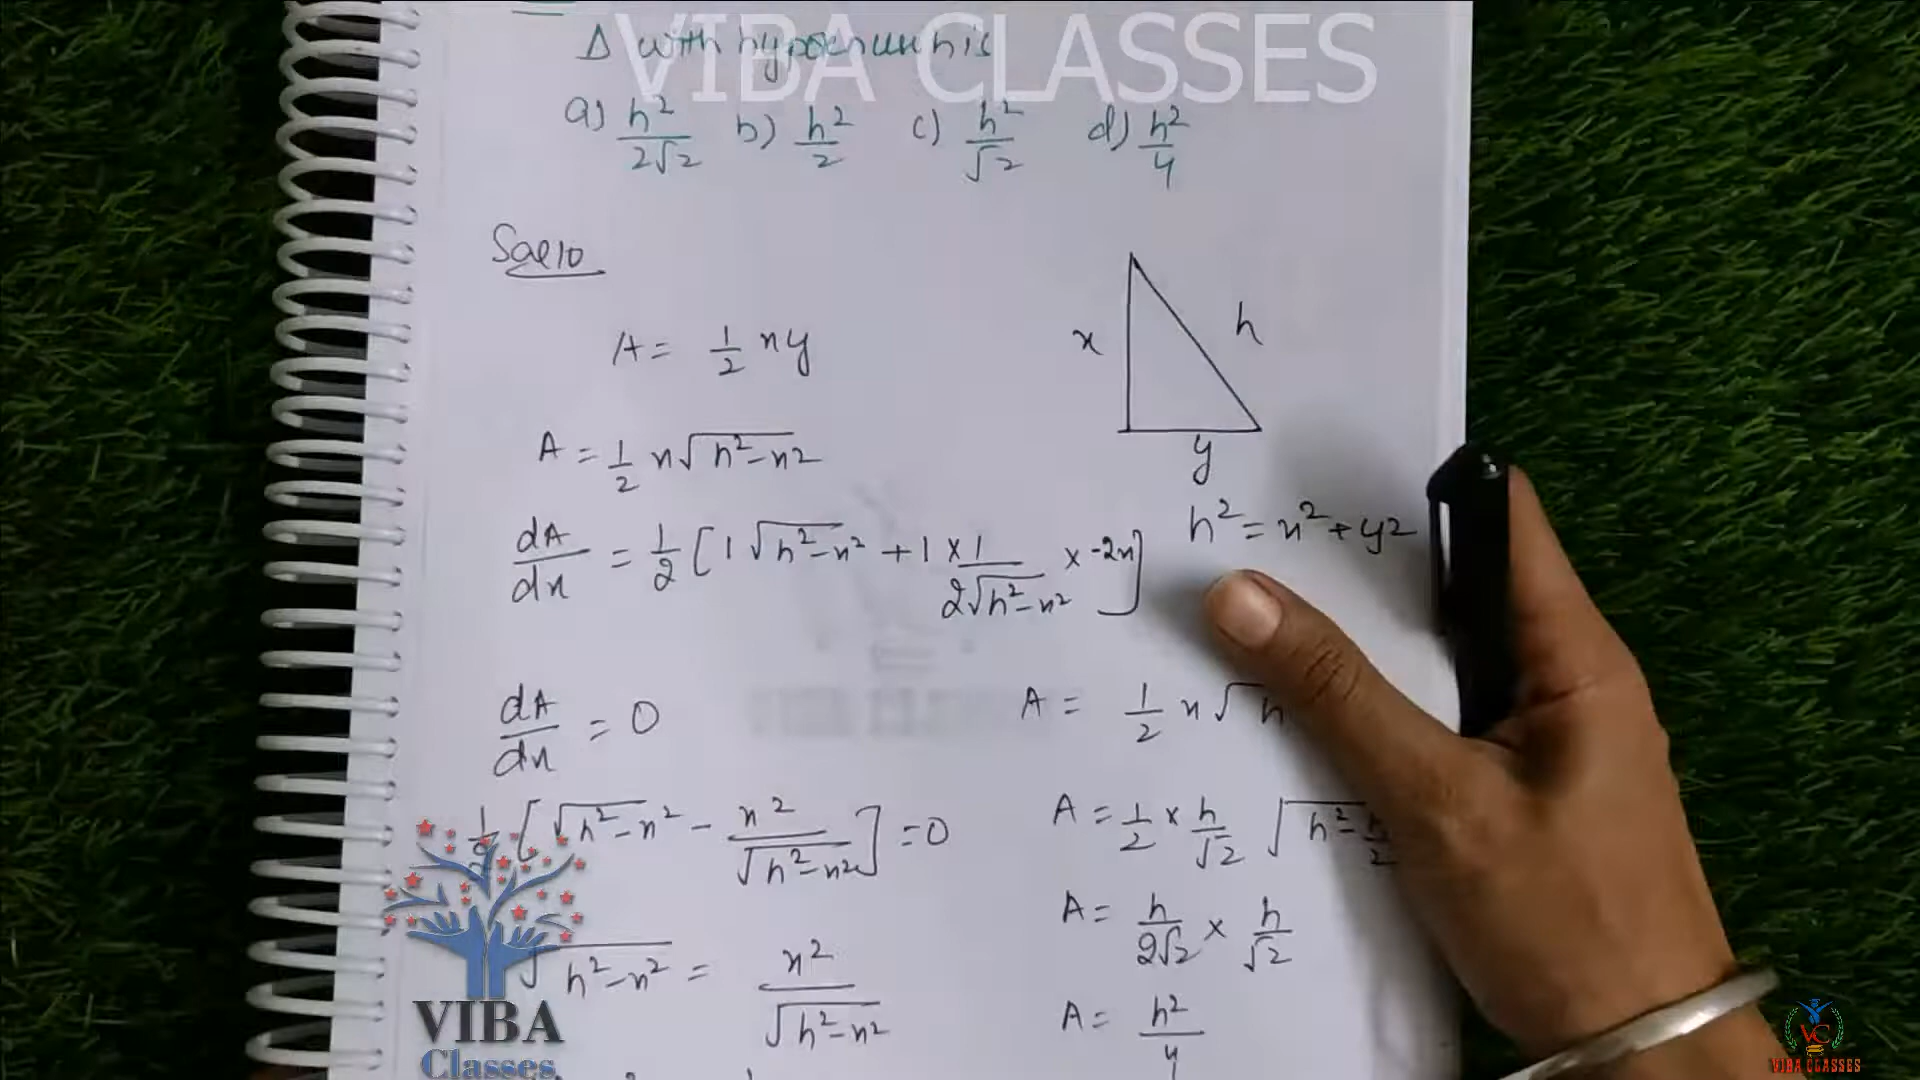 VIBA CLASSES
Δ with hypotenuse h is
a) h²/2√2 b) h²/2 c) h²/√2 d) h²/4
Sol10
x h
y
A = 1/2 xy
A = 1/2 x√h²-x²
h² = x² + y²
dA/dx = 1/2 [1√h²-x² + 1 × 1/2√h²-x² × -2x]
dA/dx = 0
1/2 [√h²-x² - x²/√h²-x²] = 0
√h²-x² = x²/√h²-x²
A = 1/2 x√h
A = 1/2 × h/√2 √h²-h/2
A = h/2√2 × h/√2
A = h²/4
VIBA
Classes
VC
VIBA CLASSES